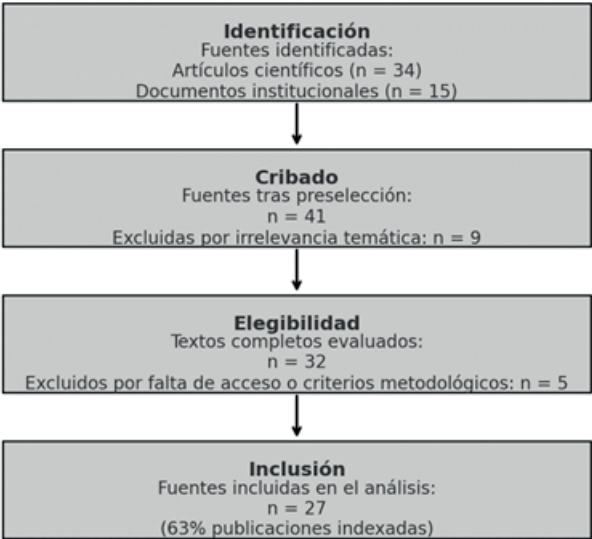 Identificación
Fuentes identificadas:
Artículos científicos (n = 34)
Documentos institucionales (n = 15)
Cribado
Fuentes tras preselección:
n = 41
Excluidas por irrelevancia temática: n = 9
Elegibilidad
Textos completos evaluados:
n = 32
Excluidos por falta de acceso o criterios metodológicos: n = 5
Inclusión
Fuentes incluidas en el análisis:
n = 27
(63% publicaciones indexadas)